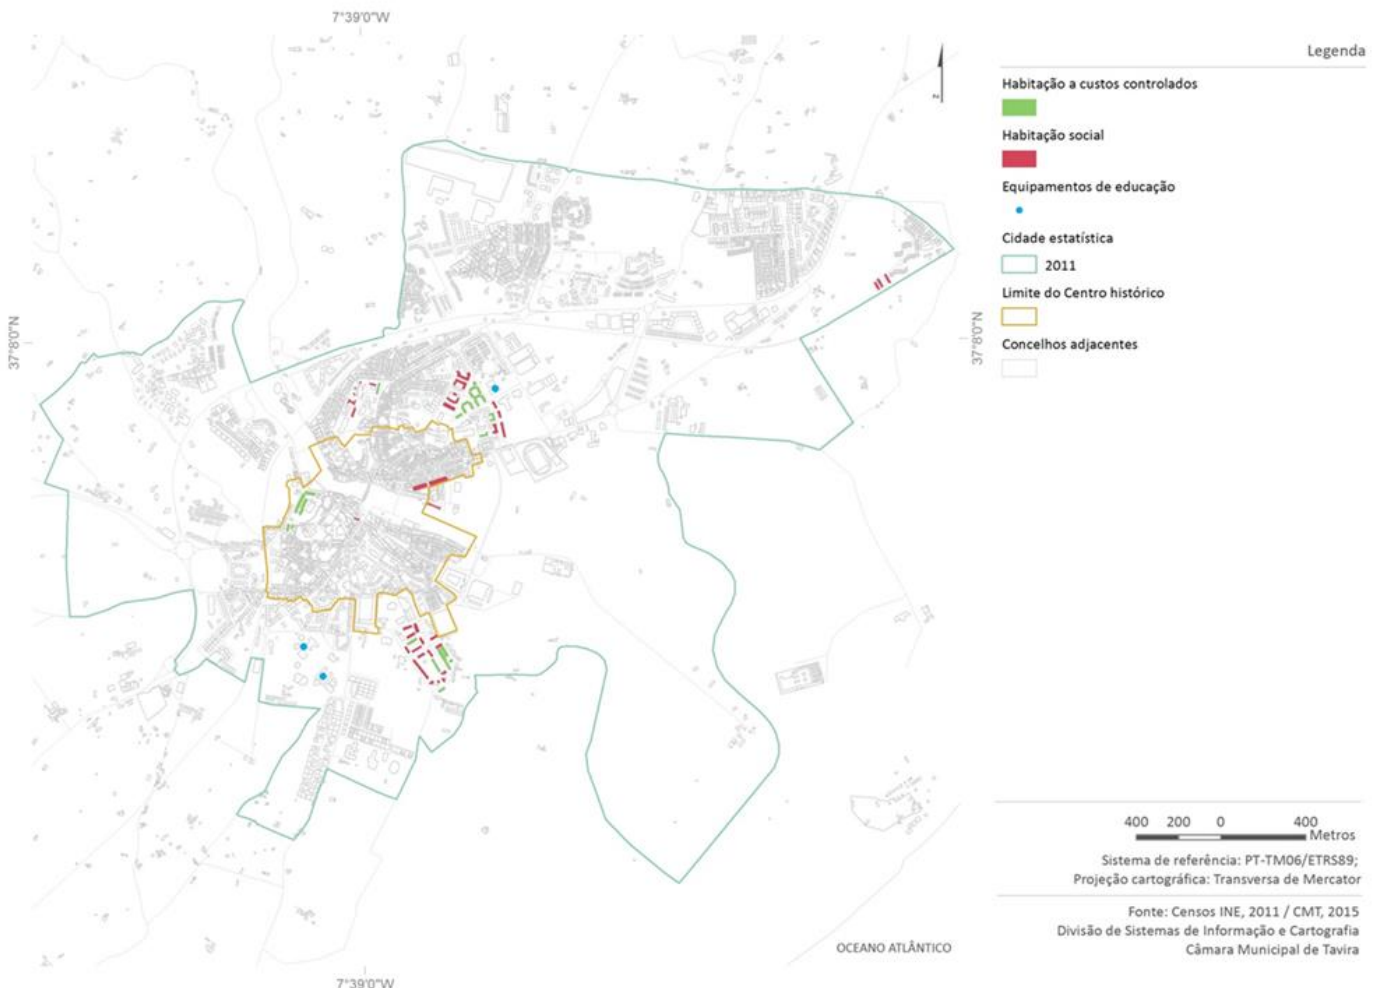 7°39'0"W
Legenda
Habitação a custos controlados
Habitação social
Equipamentos de educação
Cidade estatística
2011
Limite do Centro histórico
Concelhos adjacentes
N
37°8'0"N
37°8'0"N
400 200 0 400
Metros
Sistema de referência: PT-TM06/ETRS89;
Projeção cartográfica: Transversa de Mercator
Fonte: Censos INE, 2011 / CMT, 2015
Divisão de Sistemas de Informação e Cartografia
Câmara Municipal de Tavira
OCEANO ATLÂNTICO
7°39'0"W